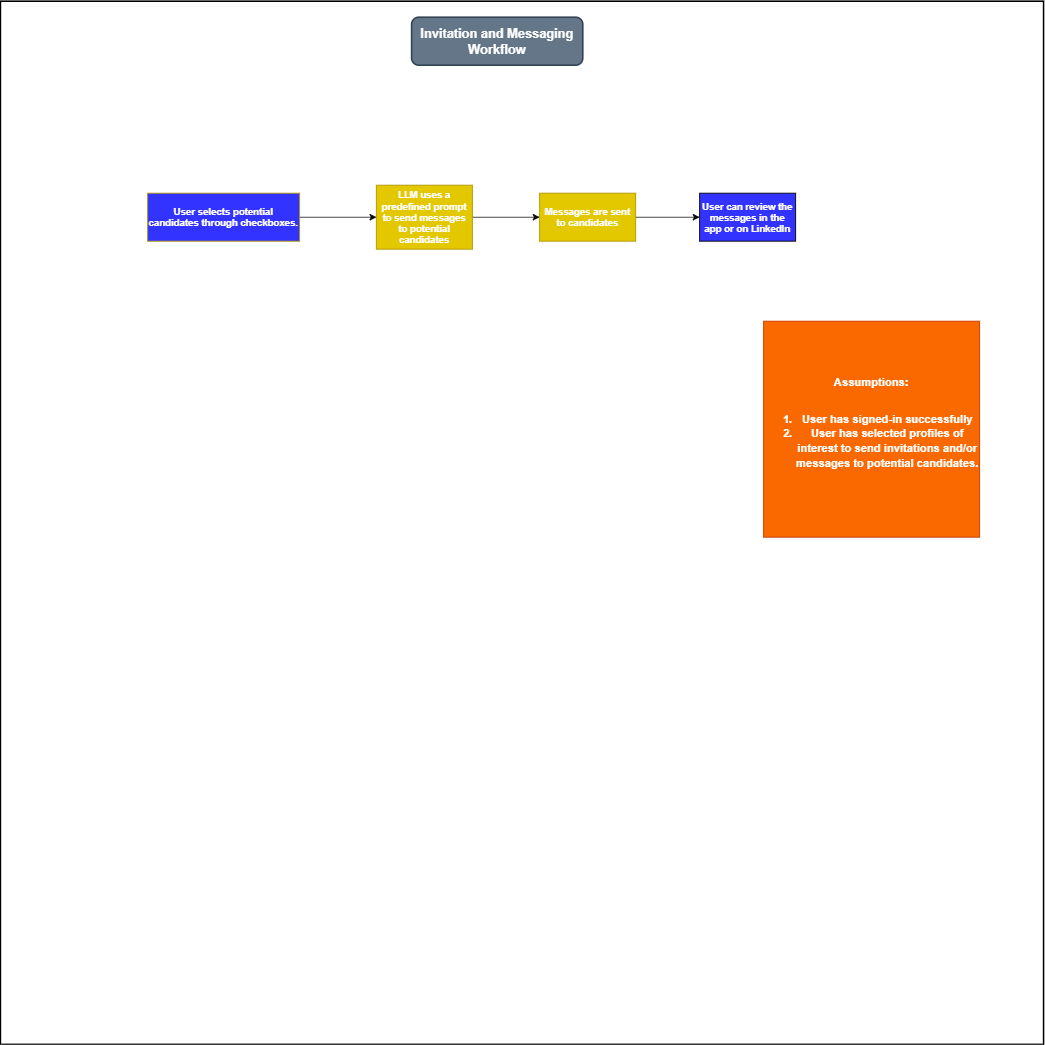 Invitation and Messaging
Workflow
User selects potential
candidates through checkboxes.
LLM uses a
predefined prompt
to send messages
to potential
candidates
Messages are sent
to candidates
User can review the
messages in the
app or on LinkedIn
Assumptions:
1. User has signed-in successfully
2. User has selected profiles of
interest to send invitations and/or
messages to potential candidates.